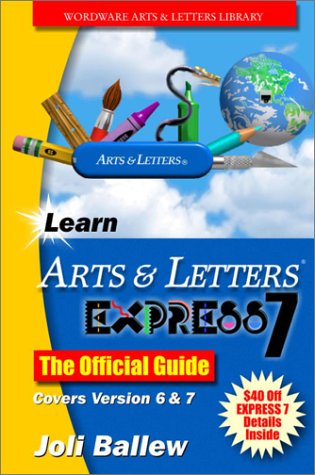 WORDWARE ARTS & LETTERS LIBRARY
ARTS & LETTERS®
Learn
ARTS & LETTERS®
EXPRESS 7
The Official Guide
Covers Version 6 & 7
$40 Off
EXPRESS 7
Details
Inside
Joli Ballew